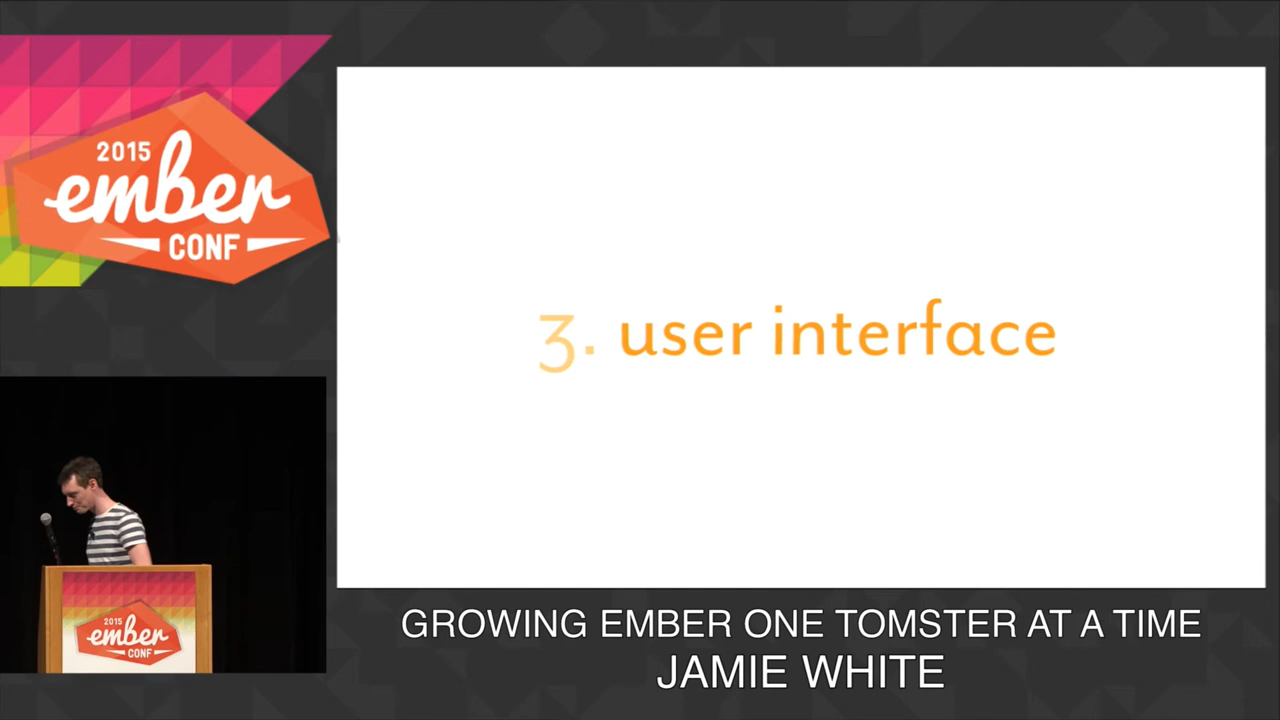 2015
ember
CONF
3. user interface
2015
ember
CONF
GROWING EMBER ONE TOMSTER AT A TIME
JAMIE WHITE